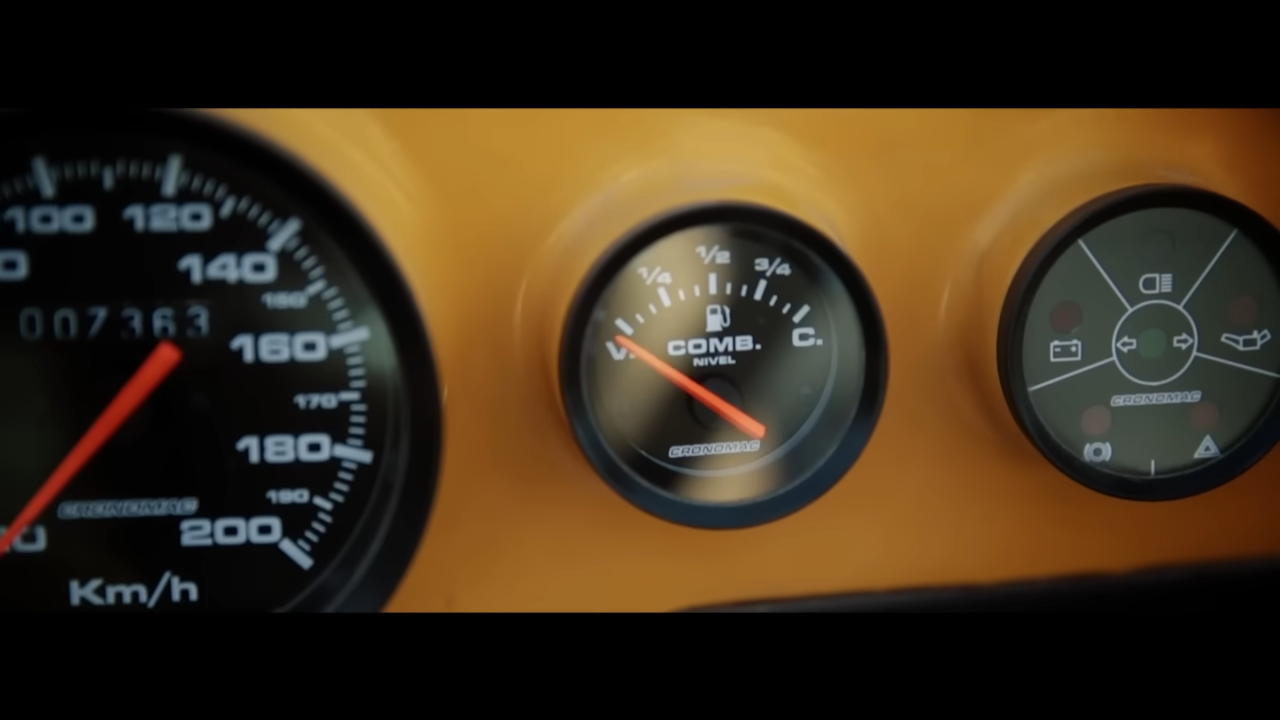 100 120
140
150
007363
160
170
180
190
CRONOMAC
200
Km/h
1/4 1/2 3/4
V. C.
COMB.
NIVEL
CRONOMAC
CRONOMAC